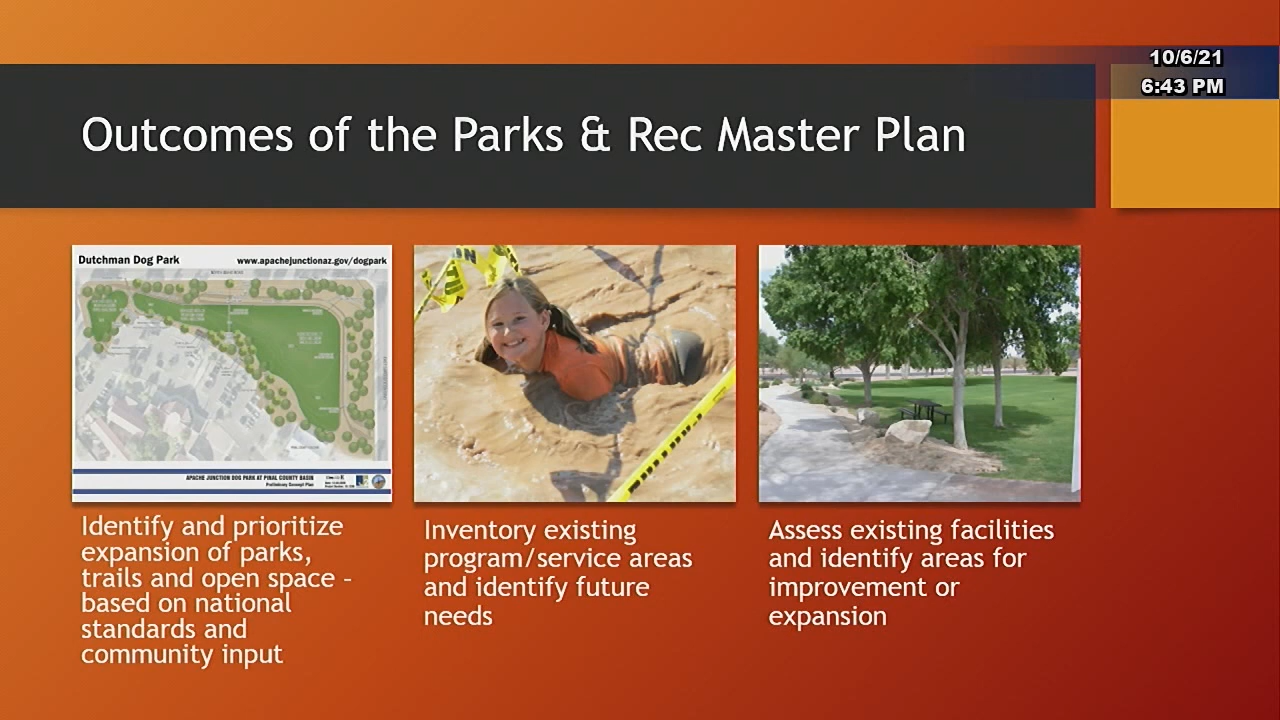 10/6/21
6:43 PM
Outcomes of the Parks & Rec Master Plan
Dutchman Dog Park
www.apachejunctionaz.gov/dogpark
APACHE JUNCTION DOG PARK AT PINAL COUNTY BASIN
Preliminary Concept Plan
Identify and prioritize
expansion of parks,
trails and open space –
based on national
standards and
community input
Inventory existing
program/service areas
and identify future
needs
Assess existing facilities
and identify areas for
improvement or
expansion